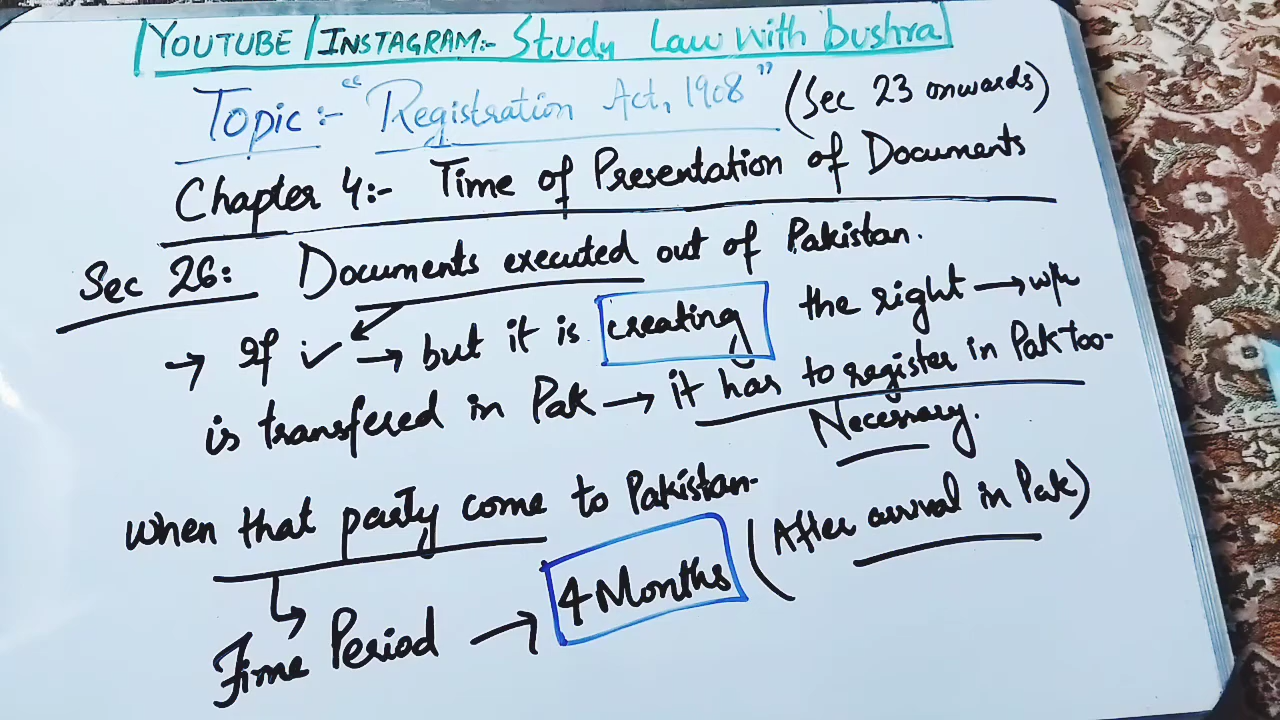 YOUTUBE / INSTAGRAM:- Study Law with bushra
Topic:- "Registration Act, 1908" (Sec 23 onwards)
Chapter 4:- Time of Presentation of Documents
Sec 26: Documents executed out of Pakistan.
→ If ✓ → but it is creating the right →
is transfered in Pak → it has to register in Pak too.
Necessary.
when that party come to Pakistan.
Time Period → 4 Months (After arrival in Pak)